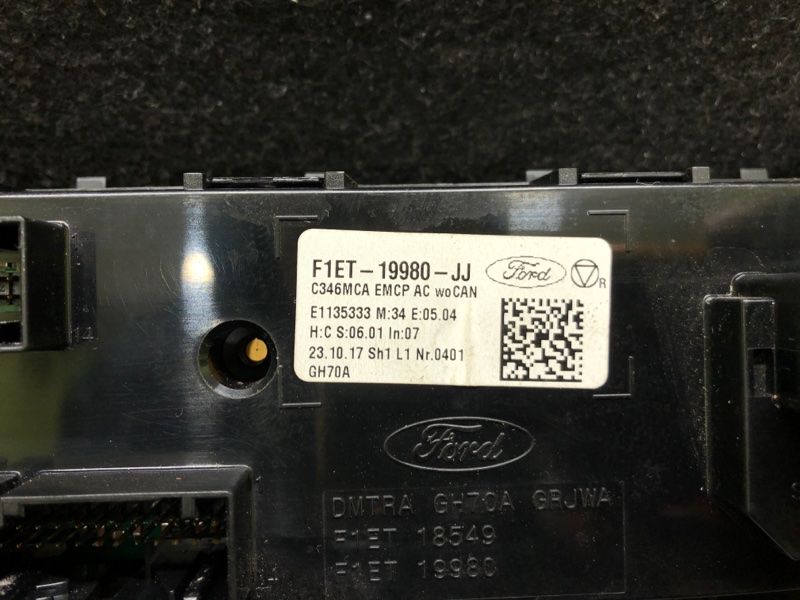 F1ET-19980-JJ Ford R
C346MCA EMCP AC woCAN
E1135333 M:34 E:05.04
H:C S:06.01 In:07
23.10.17 Sh1 L1 Nr.0401
GH70A
14
Ford
DMTRA GH70A GRJWA
F1ET 18549
F1ET 19980